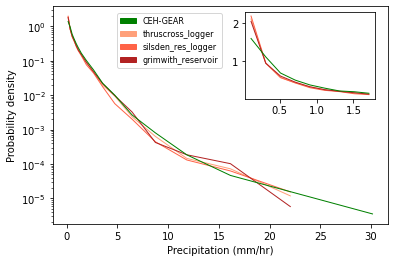 CEH-GEAR
thruscross_logger
silsden_res_logger
grimwith_reservoir
2
1
0.5 1.0 1.5
10⁰
10⁻¹
10⁻²
10⁻³
10⁻⁴
10⁻⁵
Probability density
0 5 10 15 20 25 30
Precipitation (mm/hr)